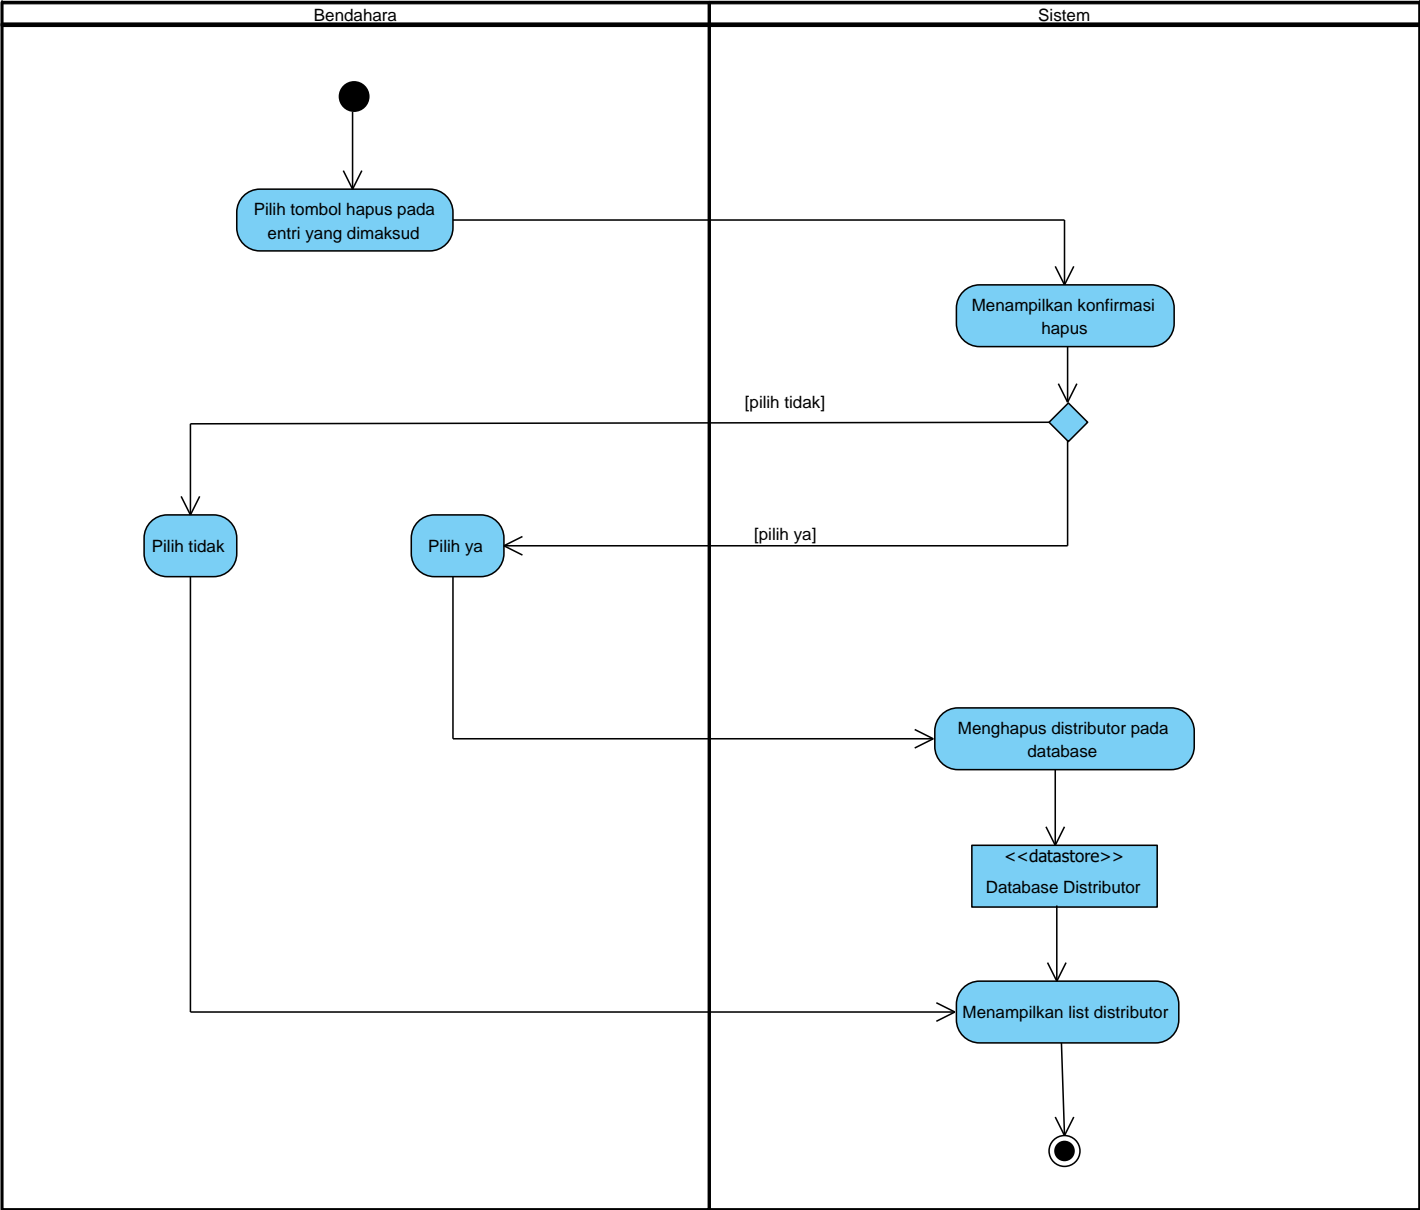 Bendahara
Sistem
Pilih tombol hapus pada
entri yang dimaksud
Menampilkan konfirmasi
hapus
[pilih tidak]
[pilih ya]
Pilih tidak
Pilih ya
Menghapus distributor pada
database
<<datastore>>
Database Distributor
Menampilkan list distributor